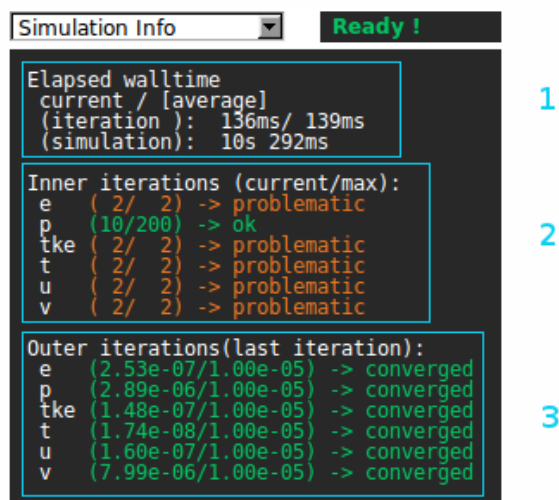 Simulation Info
Ready !
Elapsed walltime
current / [average]
(iteration ): 136ms/ 139ms
(simulation): 10s 292ms
1
Inner iterations (current/max):
e ( 2/ 2) -> problematic
p (10/200) -> ok
tke ( 2/ 2) -> problematic
t ( 2/ 2) -> problematic
u ( 2/ 2) -> problematic
v ( 2/ 2) -> problematic
2
Outer iterations(last iteration):
e (2.53e-07/1.00e-05) -> converged
p (2.89e-06/1.00e-05) -> converged
tke (1.48e-07/1.00e-05) -> converged
t (1.74e-08/1.00e-05) -> converged
u (1.60e-07/1.00e-05) -> converged
v (7.99e-06/1.00e-05) -> converged
3